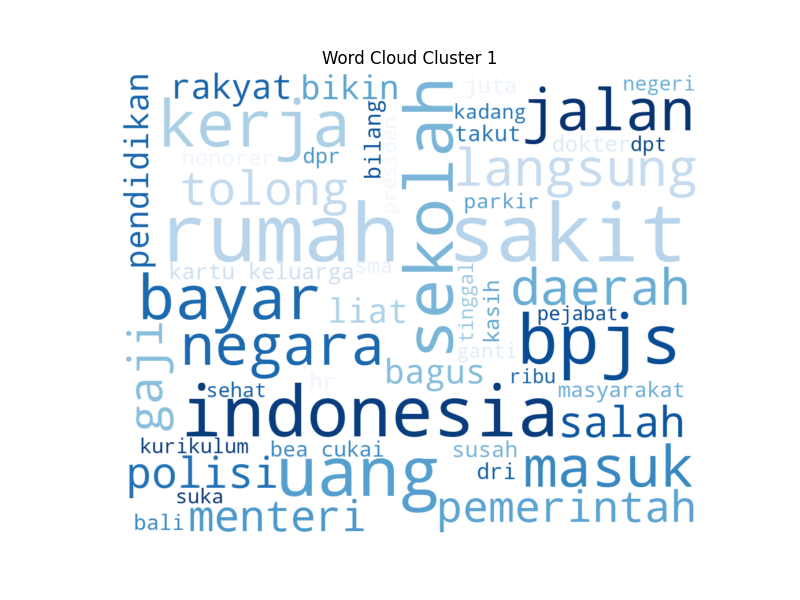 Word Cloud Cluster 1
pendidikan
rakyat
bikin
juta
negeri
kerja
bilang
presiden
sekolah
kadang
takut
jalan
honorer
dpr
dokter
dpt
tolong
langsung
parkir
rumah sakit
kartu keluarga
sma
tinggal
kasih
daerah
bayar
liat
pejabat
gaji
negara
ganti
bpjs
bagus
sehat
hr
ribu
masyarakat
indonesia
salah
kurikulum
bea cukai
susah
polisi
uang
dri
masuk
suka
bali
menteri
pemerintah